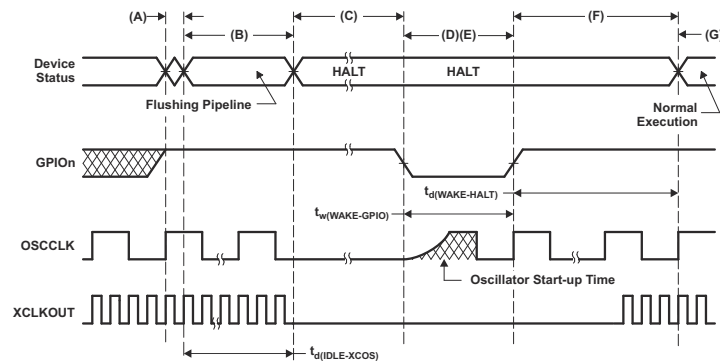 (A)
(B)
(C)
(D)(E)
(F)
(G)
Device
Status
HALT
HALT
Flushing Pipeline
Normal
Execution
GPIOn
td(WAKE-HALT)
tw(WAKE-GPIO)
OSCCLK
Oscillator Start-up Time
XCLKOUT
td(IDLE-XCOS)